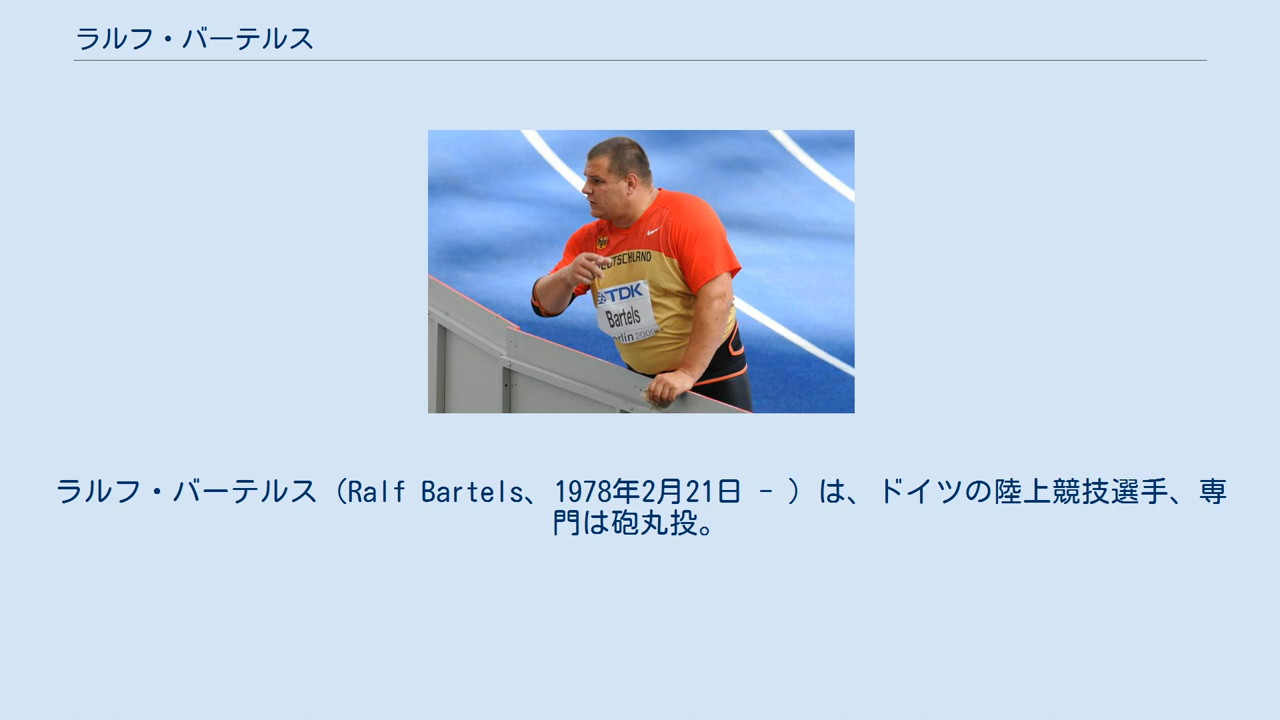 ラルフ・バーテルス
DEUTSCHLAND
TDK
Bartels
erlin 2009
ラルフ・バーテルス（Ralf Bartels、1978年2月21日 - ）は、ドイツの陸上競技選手、専
門は砲丸投。